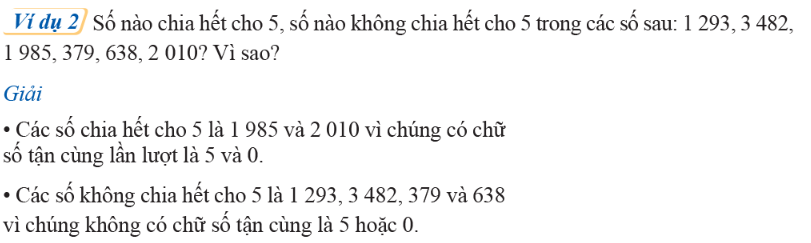 Ví dụ 2 Số nào chia hết cho 5, số nào không chia hết cho 5 trong các số sau: 1 293, 3 482,
1 985, 379, 638, 2 010? Vì sao?
Giải
• Các số chia hết cho 5 là 1 985 và 2 010 vì chúng có chữ
số tận cùng lần lượt là 5 và 0.
• Các số không chia hết cho 5 là 1 293, 3 482, 379 và 638
vì chúng không có chữ số tận cùng là 5 hoặc 0.